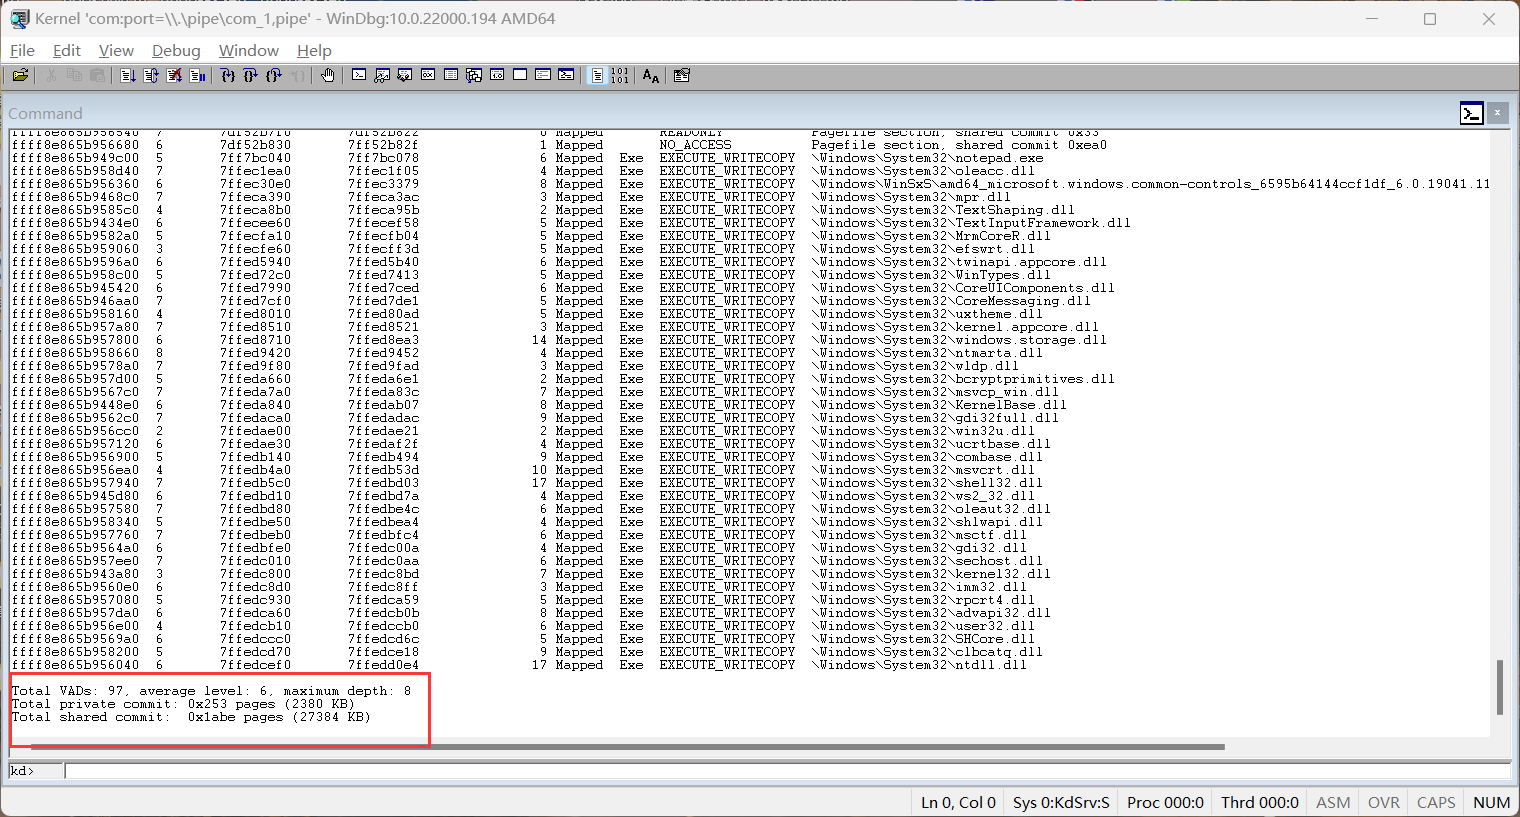 Kernel 'com:port=\\.\pipe\com_1,pipe' - WinDbg:10.0.22000.194 AMD64
File Edit View Debug Window Help
Command
ffff8e865b956540 7 7df52b710 7df52b822 0 Mapped READONLY Pagefile section, shared commit 0x33
ffff8e865b956680 6 7df52b830 7ff52b82f 1 Mapped NO_ACCESS Pagefile section, shared commit 0xea0
ffff8e865b949c00 5 7ff7bc040 7ff7bc078 6 Mapped Exe EXECUTE_WRITECOPY \Windows\System32\notepad.exe
ffff8e865b958d40 7 7ffec1ea0 7ffec1f05 4 Mapped Exe EXECUTE_WRITECOPY \Windows\System32\oleacc.dll
ffff8e865b956360 6 7ffec30e0 7ffec3379 8 Mapped Exe EXECUTE_WRITECOPY \Windows\WinSxS\amd64_microsoft.windows.common-controls_6595b64144ccf1df_6.0.19041.11
ffff8e865b9468c0 7 7ffeca390 7ffeca3ac 3 Mapped Exe EXECUTE_WRITECOPY \Windows\System32\mpr.dll
ffff8e865b9585c0 4 7ffeca8b0 7ffeca95b 2 Mapped Exe EXECUTE_WRITECOPY \Windows\System32\TextShaping.dll
ffff8e865b9434e0 6 7ffecee60 7ffecef58 5 Mapped Exe EXECUTE_WRITECOPY \Windows\System32\TextInputFramework.dll
ffff8e865b9582a0 5 7ffecfa10 7ffecfb04 5 Mapped Exe EXECUTE_WRITECOPY \Windows\System32\MrmCoreR.dll
ffff8e865b959060 3 7ffecfe60 7ffecff3d 5 Mapped Exe EXECUTE_WRITECOPY \Windows\System32\efswrt.dll
ffff8e865b9596a0 6 7ffed5940 7ffed5b40 6 Mapped Exe EXECUTE_WRITECOPY \Windows\System32\twinapi.appcore.dll
ffff8e865b958c00 5 7ffed72c0 7ffed7413 5 Mapped Exe EXECUTE_WRITECOPY \Windows\System32\WinTypes.dll
ffff8e865b945420 6 7ffed7990 7ffed7ced 6 Mapped Exe EXECUTE_WRITECOPY \Windows\System32\CoreUIComponents.dll
ffff8e865b946aa0 7 7ffed7cf0 7ffed7de1 5 Mapped Exe EXECUTE_WRITECOPY \Windows\System32\CoreMessaging.dll
ffff8e865b958160 4 7ffed8010 7ffed80ad 5 Mapped Exe EXECUTE_WRITECOPY \Windows\System32\uxtheme.dll
ffff8e865b957a80 7 7ffed8510 7ffed8521 3 Mapped Exe EXECUTE_WRITECOPY \Windows\System32\kernel.appcore.dll
ffff8e865b957800 6 7ffed8710 7ffed8ea3 14 Mapped Exe EXECUTE_WRITECOPY \Windows\System32\windows.storage.dll
ffff8e865b958660 8 7ffed9420 7ffed9452 4 Mapped Exe EXECUTE_WRITECOPY \Windows\System32\ntmarta.dll
ffff8e865b9578a0 7 7ffed9f80 7ffed9fad 3 Mapped Exe EXECUTE_WRITECOPY \Windows\System32\wldp.dll
ffff8e865b957d00 5 7ffeda660 7ffeda6e1 2 Mapped Exe EXECUTE_WRITECOPY \Windows\System32\bcryptprimitives.dll
ffff8e865b9567c0 7 7ffeda7a0 7ffeda83c 7 Mapped Exe EXECUTE_WRITECOPY \Windows\System32\msvcp_win.dll
ffff8e865b9448e0 6 7ffeda840 7ffedab07 8 Mapped Exe EXECUTE_WRITECOPY \Windows\System32\KernelBase.dll
ffff8e865b9562c0 7 7ffedaca0 7ffedadac 9 Mapped Exe EXECUTE_WRITECOPY \Windows\System32\gdi32full.dll
ffff8e865b956cc0 2 7ffedae00 7ffedae21 2 Mapped Exe EXECUTE_WRITECOPY \Windows\System32\win32u.dll
ffff8e865b957120 6 7ffedae30 7ffedaf2f 4 Mapped Exe EXECUTE_WRITECOPY \Windows\System32\ucrtbase.dll
ffff8e865b956900 5 7ffedb140 7ffedb494 9 Mapped Exe EXECUTE_WRITECOPY \Windows\System32\combase.dll
ffff8e865b956ea0 4 7ffedb4a0 7ffedb53d 10 Mapped Exe EXECUTE_WRITECOPY \Windows\System32\msvcrt.dll
ffff8e865b957940 7 7ffedb5c0 7ffedbd03 17 Mapped Exe EXECUTE_WRITECOPY \Windows\System32\shell32.dll
ffff8e865b945d80 6 7ffedbd10 7ffedbd7a 4 Mapped Exe EXECUTE_WRITECOPY \Windows\System32\ws2_32.dll
ffff8e865b957580 7 7ffedbd80 7ffedbe4c 6 Mapped Exe EXECUTE_WRITECOPY \Windows\System32\oleaut32.dll
ffff8e865b958340 5 7ffedbe50 7ffedbea4 4 Mapped Exe EXECUTE_WRITECOPY \Windows\System32\shlwapi.dll
ffff8e865b957760 7 7ffedbeb0 7ffedbfc4 6 Mapped Exe EXECUTE_WRITECOPY \Windows\System32\msctf.dll
ffff8e865b9564a0 6 7ffedbfe0 7ffedc00a 4 Mapped Exe EXECUTE_WRITECOPY \Windows\System32\gdi32.dll
ffff8e865b957ee0 7 7ffedc010 7ffedc0aa 6 Mapped Exe EXECUTE_WRITECOPY \Windows\System32\sechost.dll
ffff8e865b943a80 3 7ffedc800 7ffedc8bd 7 Mapped Exe EXECUTE_WRITECOPY \Windows\System32\kernel32.dll
ffff8e865b9560e0 6 7ffedc8d0 7ffedc8ff 3 Mapped Exe EXECUTE_WRITECOPY \Windows\System32\imm32.dll
ffff8e865b957080 5 7ffedc930 7ffedca59 5 Mapped Exe EXECUTE_WRITECOPY \Windows\System32\rpcrt4.dll
ffff8e865b957da0 6 7ffedca60 7ffedcb0b 8 Mapped Exe EXECUTE_WRITECOPY \Windows\System32\advapi32.dll
ffff8e865b956e00 4 7ffedcb10 7ffedccb0 6 Mapped Exe EXECUTE_WRITECOPY \Windows\System32\user32.dll
ffff8e865b9569a0 6 7ffedccc0 7ffedcd6c 5 Mapped Exe EXECUTE_WRITECOPY \Windows\System32\SHCore.dll
ffff8e865b958200 5 7ffedcd70 7ffedce18 9 Mapped Exe EXECUTE_WRITECOPY \Windows\System32\clbcatq.dll
ffff8e865b956040 6 7ffedcef0 7ffedd0e4 17 Mapped Exe EXECUTE_WRITECOPY \Windows\System32\ntdll.dll
Total VADs: 97, average level: 6, maximum depth: 8
Total private commit: 0x253 pages (2380 KB)
Total shared commit: 0x1abe pages (27384 KB)
kd>
Ln 0, Col 0 Sys 0:KdSrv:S Proc 000:0 Thrd 000:0 ASM OVR CAPS NUM